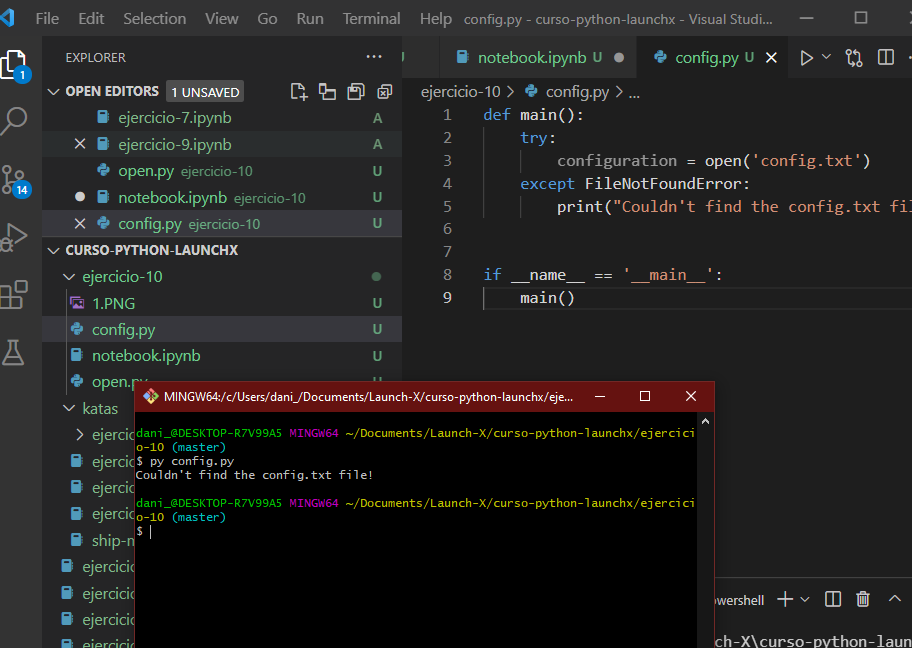 File Edit Selection View Go Run Terminal Help config.py - curso-python-launchx - Visual Studi...
EXPLORER ...
1
OPEN EDITORS 1 UNSAVED
ejercicio-7.ipynb A
ejercicio-9.ipynb A
open.py ejercicio-10 U
notebook.ipynb ejercicio-10 U
config.py ejercicio-10 U
14
CURSO-PYTHON-LAUNCHX
ejercicio-10
1.PNG U
config.py U
notebook.ipynb U
open.py U
katas
ejercic
ejercic
ejercic
ejercic
ship-m
ejercicio
ejercicio
ejercicio
ejercicio
U notebook.ipynb U config.py U
ejercicio-10 > config.py > ...
1 def main():
2 try:
3 configuration = open('config.txt')
4 except FileNotFoundError:
5 print("Couldn't find the config.txt fil
6
7
8 if __name__ == '__main__':
9 main()
MINGW64:/c/Users/dani_/Documents/Launch-X/curso-python-launchx/eje...
dani_@DESKTOP-R7V99A5 MINGW64 ~/Documents/Launch-X/curso-python-launchx/ejercici
o-10 (master)
$ py config.py
Couldn't find the config.txt file!
dani_@DESKTOP-R7V99A5 MINGW64 ~/Documents/Launch-X/curso-python-launchx/ejercici
o-10 (master)
$
owershell
ch-X\curso-python-laun